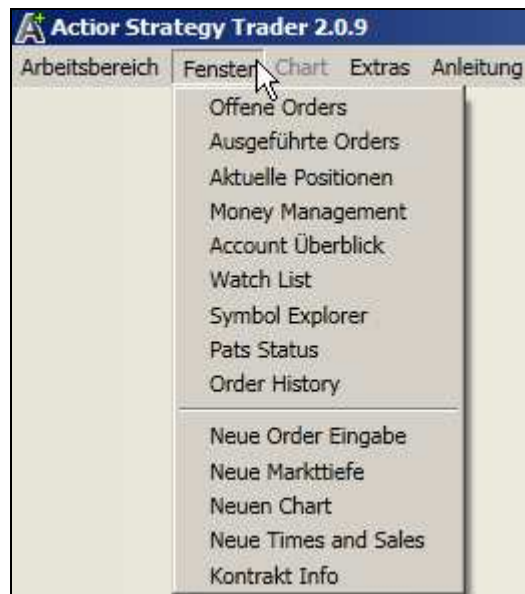 Actior Strategy Trader 2.0.9
Arbeitsbereich Fenster Chart Extras Anleitung
Offene Orders
Ausgeführte Orders
Aktuelle Positionen
Money Management
Account Überblick
Watch List
Symbol Explorer
Pats Status
Order History
Neue Order Eingabe
Neue Markttiefe
Neuen Chart
Neue Times and Sales
Kontrakt Info